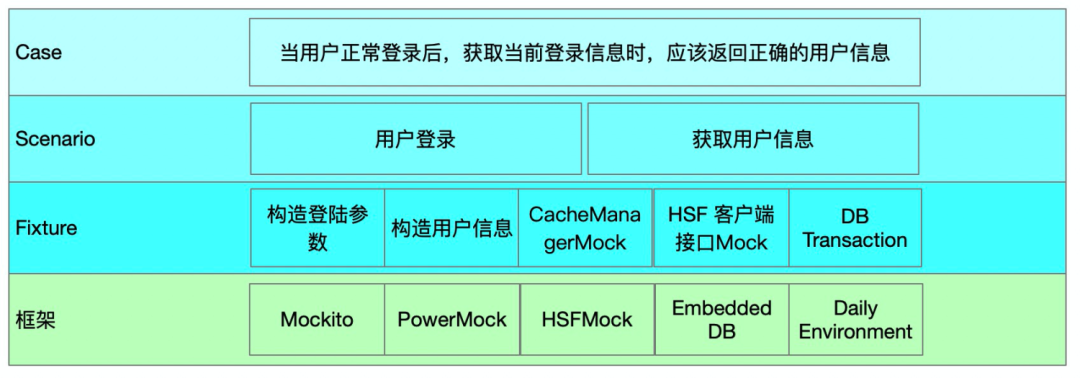 Case
当用户正常登录后，获取当前登录信息时，应该返回正确的用户信息
Scenario
用户登录
获取用户信息
Fixture
构造登陆参
数
构造用户信息
CacheMana
gerMock
HSF 客户端
接口Mock
DB
Transaction
框架
Mockito
PowerMock
HSFMock
Embedded
DB
Daily
Environment